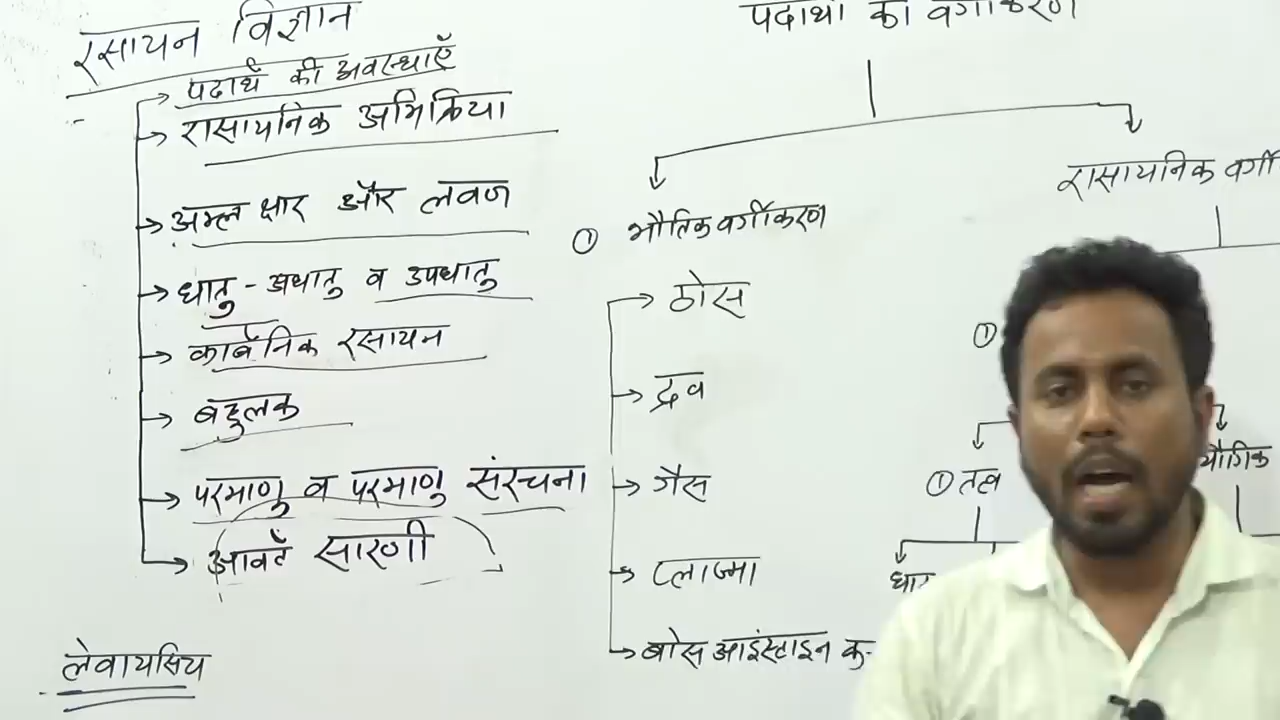 रसायन विज्ञान
पदार्थ की अवस्थाएँ
रासायनिक अभिक्रिया
अम्ल क्षार और लवण
धातु - अधातु व उपधातु
कार्बनिक रसायन
बहुलक
परमाणु व परमाणु संरचना
आवर्त सारणी
लेवायसिय
पदार्थो का वर्गीकरण
① भौतिक वर्गीकरण
ठोस
द्रव
गैस
प्लाज्मा
बोस आइंस्टाइन क
रासायनिक वर्गी
①
① तत्व
यौगिक